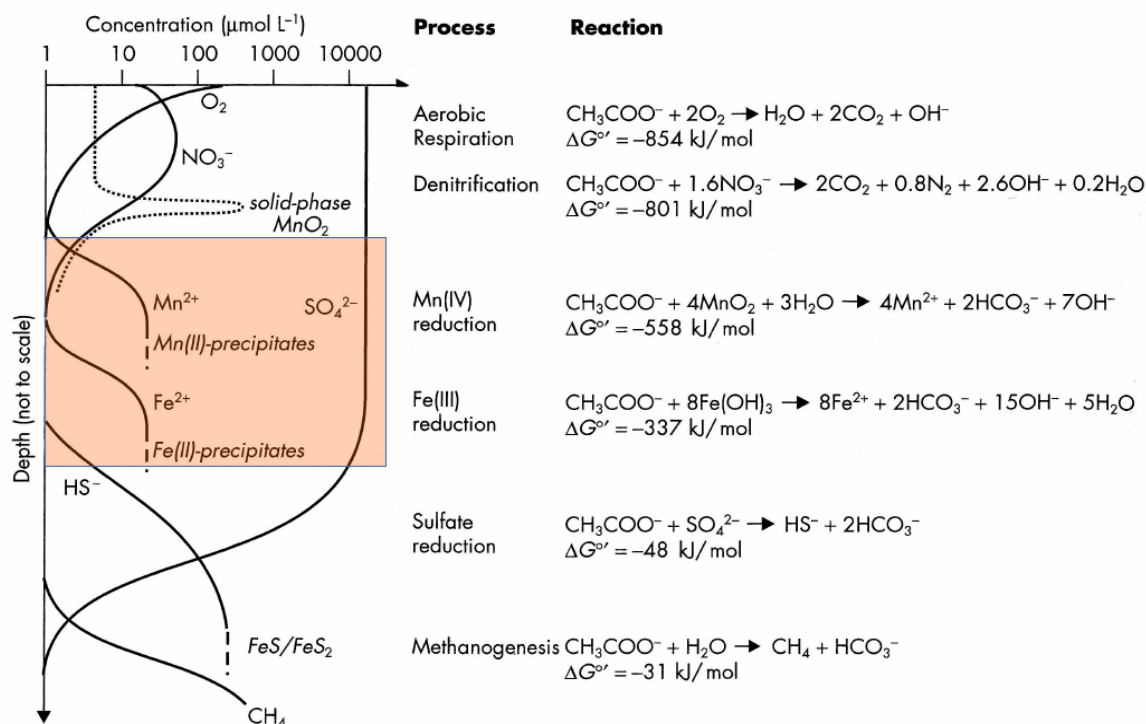 Concentration (μmol L⁻¹)
1 10 100 1000 10000
O₂
NO₃⁻
solid-phase
MnO₂
Mn²⁺
SO₄²⁻
Mn(II)-precipitates
Fe²⁺
Fe(II)-precipitates
HS⁻
FeS/FeS₂
CH₄
Depth (not to scale)
Process Reaction
Aerobic
Respiration
CH₃COO⁻ + 2O₂ → H₂O + 2CO₂ + OH⁻
ΔG°′ = –854 kJ/mol
Denitrification
CH₃COO⁻ + 1.6NO₃⁻ → 2CO₂ + 0.8N₂ + 2.6OH⁻ + 0.2H₂O
ΔG°′ = –801 kJ/mol
Mn(IV)
reduction
CH₃COO⁻ + 4MnO₂ + 3H₂O → 4Mn²⁺ + 2HCO₃⁻ + 7OH⁻
ΔG°′ = –558 kJ/mol
Fe(III)
reduction
CH₃COO⁻ + 8Fe(OH)₃ → 8Fe²⁺ + 2HCO₃⁻ + 15OH⁻ + 5H₂O
ΔG°′ = –337 kJ/mol
Sulfate
reduction
CH₃COO⁻ + SO₄²⁻ → HS⁻ + 2HCO₃⁻
ΔG°′ = –48 kJ/mol
Methanogenesis
CH₃COO⁻ + H₂O → CH₄ + HCO₃⁻
ΔG°′ = –31 kJ/mol